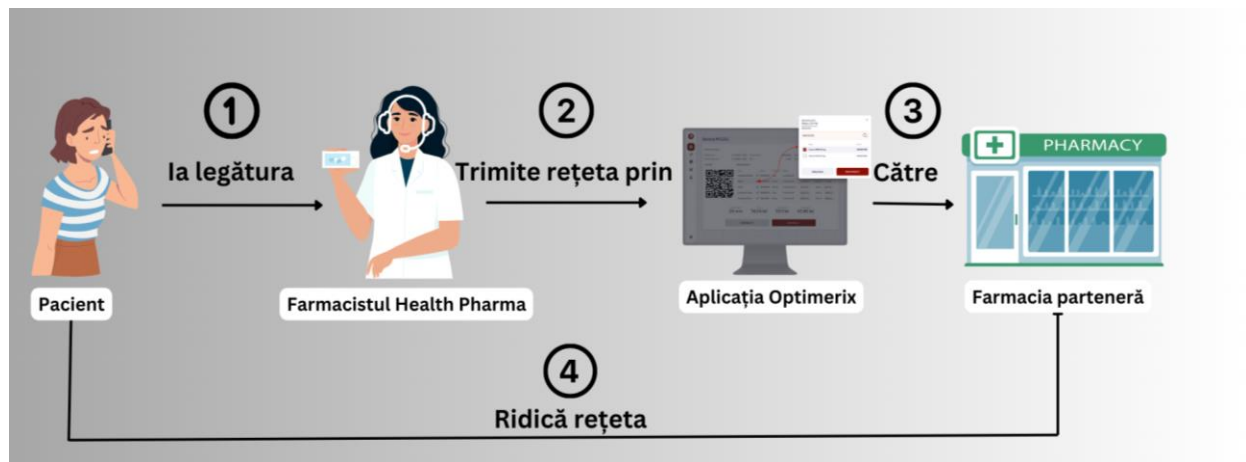 1
2
3
Ia legătura
Trimite rețeta prin
Către
PHARMACY
Pacient
Farmacistul Health Pharma
Aplicația Optimerix
Farmacia parteneră
4
Ridică rețeta